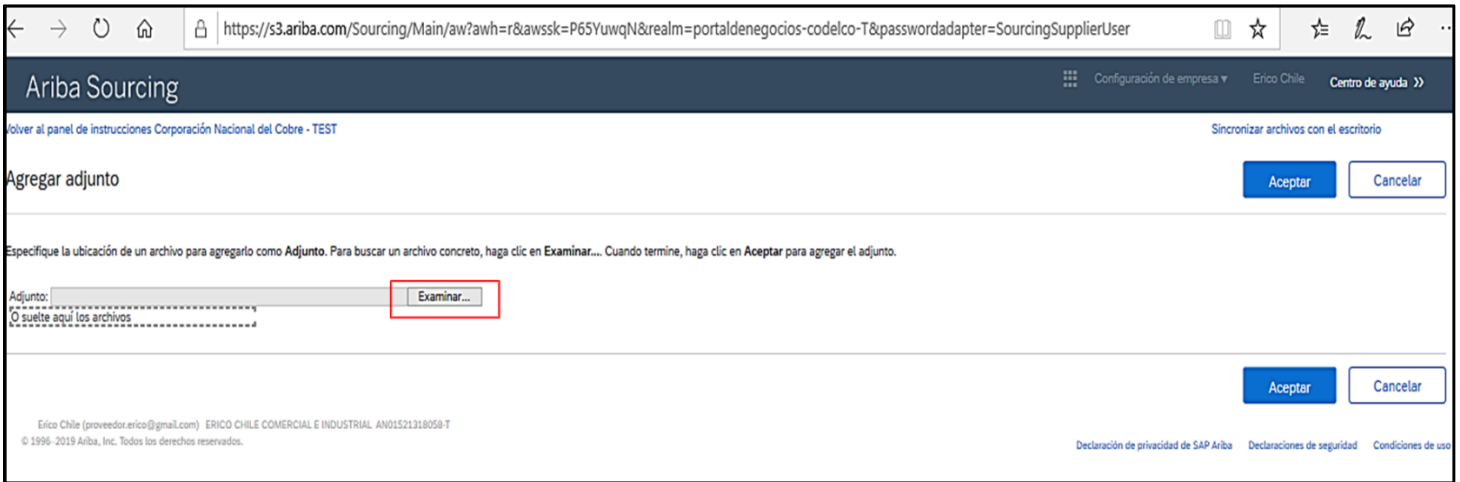 https://s3.ariba.com/Sourcing/Main/aw?awh=r&awssk=P65YuwqN&realm=portaldenegocios-codelco-T&passwordadapter=SourcingSupplierUser
Ariba Sourcing
Configuración de empresa ▾ Erico Chile Centro de ayuda »
Volver al panel de instrucciones Corporación Nacional del Cobre - TEST Sincronizar archivos con el escritorio
Agregar adjunto Aceptar Cancelar
Especifique la ubicación de un archivo para agregarlo como Adjunto. Para buscar un archivo concreto, haga clic en Examinar.... Cuando termine, haga clic en Aceptar para agregar el adjunto.
Adjunto: Examinar...
O suelte aquí los archivos
Aceptar Cancelar
Erico Chile (proveedor.erico@gmail.com) ERICO CHILE COMERCIAL E INDUSTRIAL AN01521318058-T
© 1996-2019 Ariba, Inc. Todos los derechos reservados.
Declaración de privacidad de SAP Ariba Declaraciones de seguridad Condiciones de uso